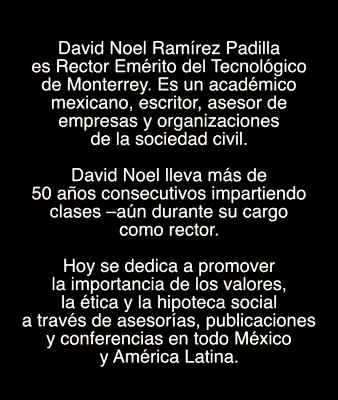 David Noel Ramírez Padilla
es Rector Emérito del Tecnológico
de Monterrey. Es un académico
mexicano, escritor, asesor de
empresas y organizaciones
de la sociedad civil.
David Noel lleva más de
50 años consecutivos impartiendo
clases –aún durante su cargo
como rector.
Hoy se dedica a promover
la importancia de los valores,
la ética y la hipoteca social
a través de asesorías, publicaciones
y conferencias en todo México
y América Latina.